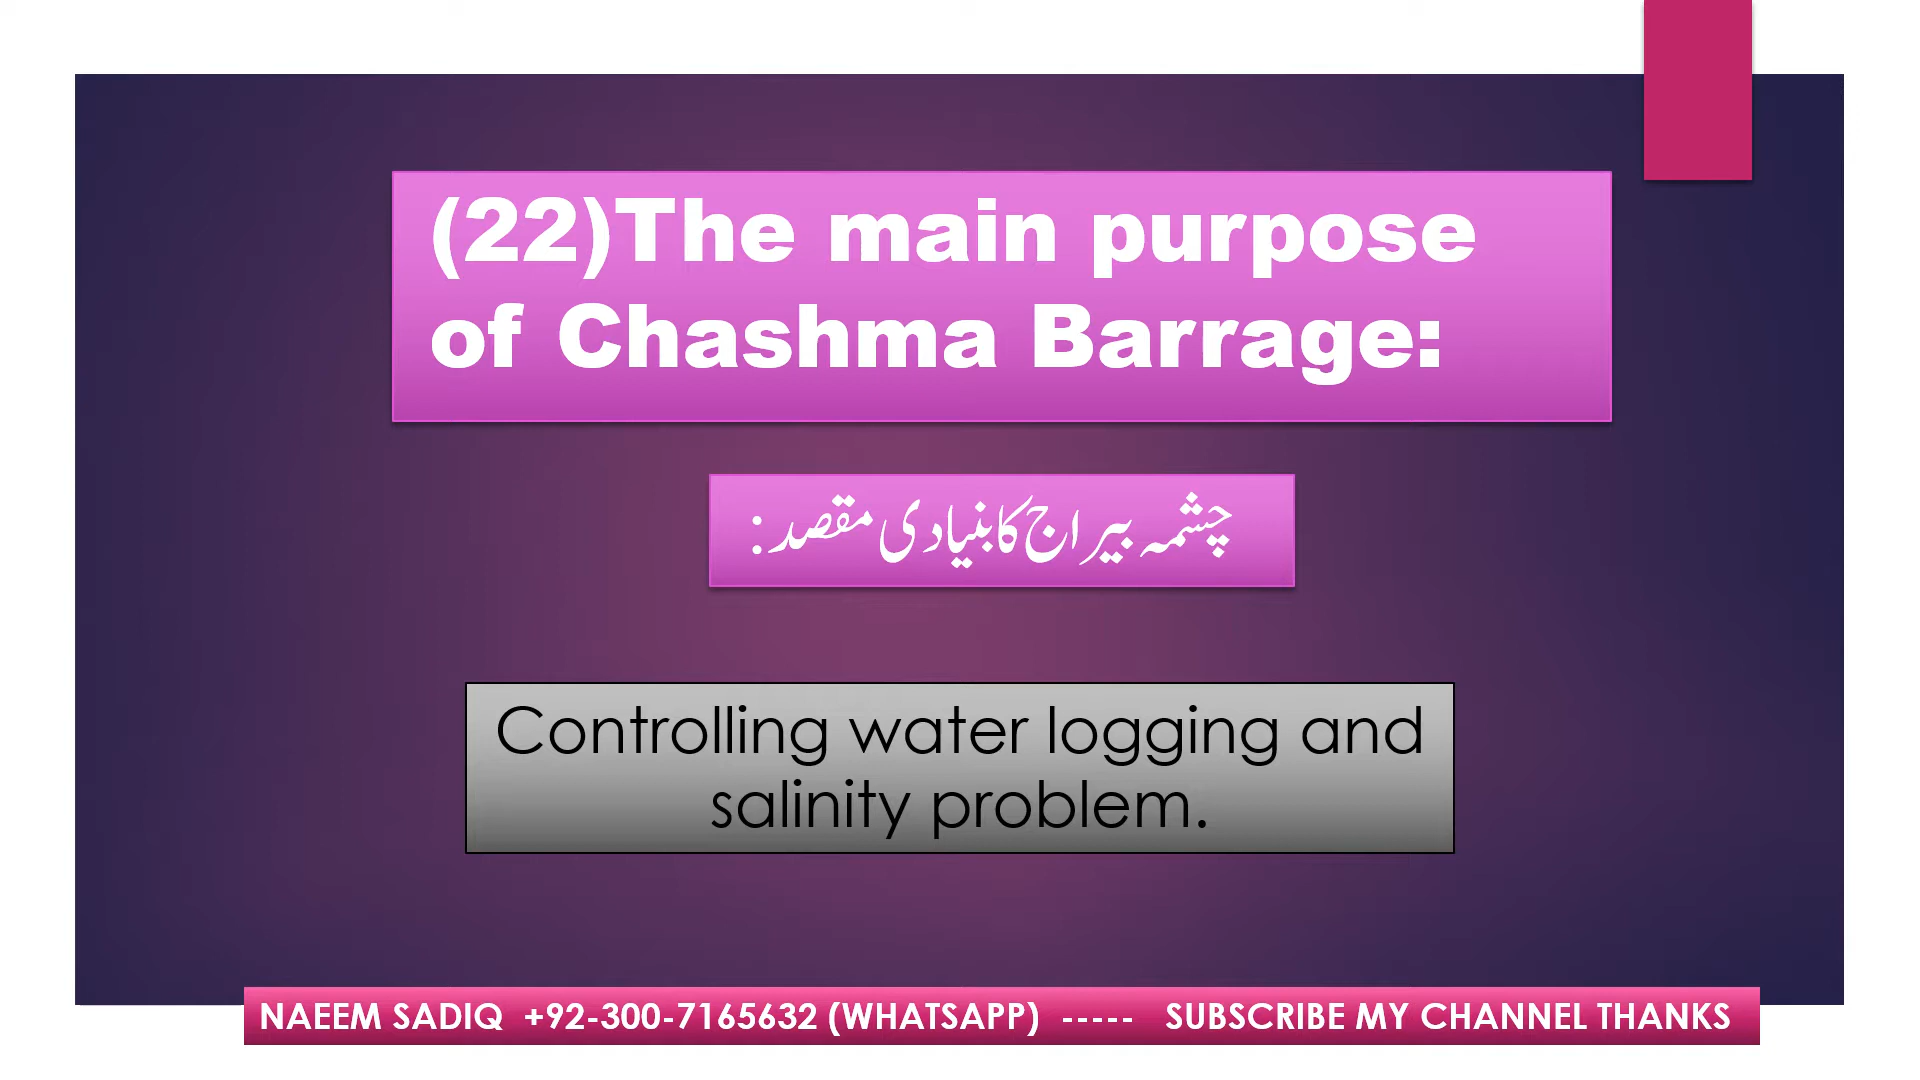 (22)The main purpose
of Chashma Barrage:
چشمہ بیراج کا بنیادی مقصد:
Controlling water logging and
salinity problem.
NAEEM SADIQ +92-300-7165632 (WHATSAPP) ----- SUBSCRIBE MY CHANNEL THANKS